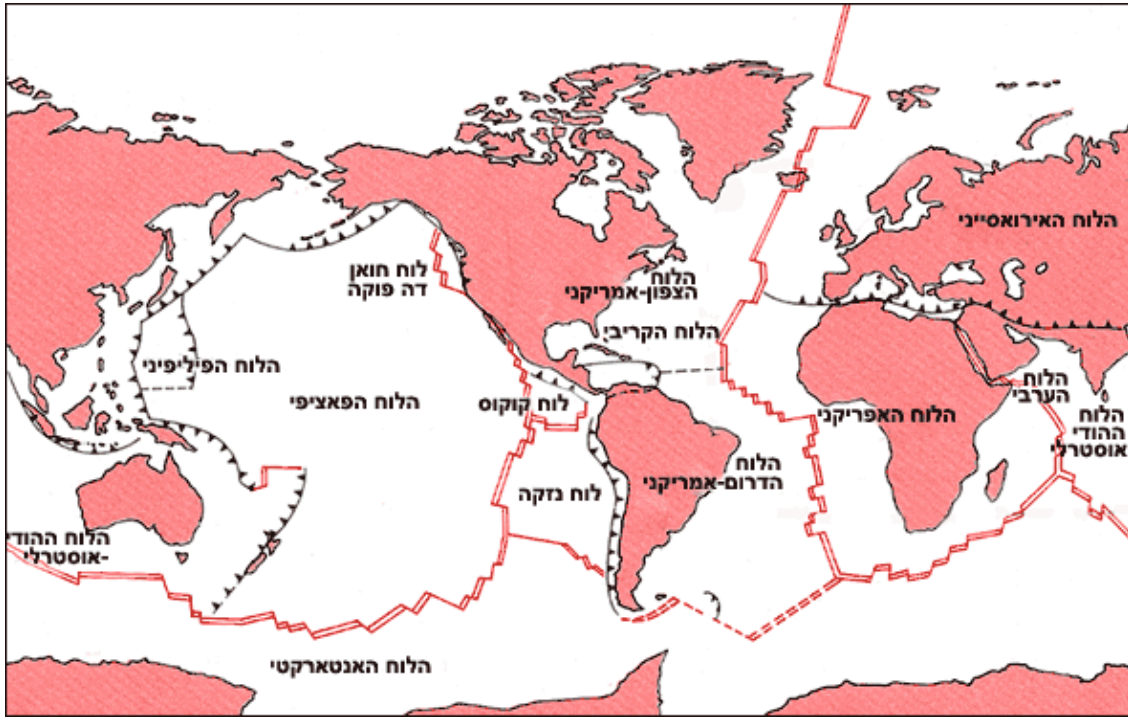 הלוח האירואסייני
לוח חואן
דה פוקה
הלוח
הצפון-אמריקני
הלוח הקריבי
הלוח הפיליפיני
הלוח הפאציפי
לוח קוקוס
הלוח האפריקני
הלוח
הערבי
הלוח
ההודי
אוסטרלי
הלוח
הדרום-אמריקני
לוח נזקה
הלוח ההודי
-אוסטרלי
הלוח האנטארקטי